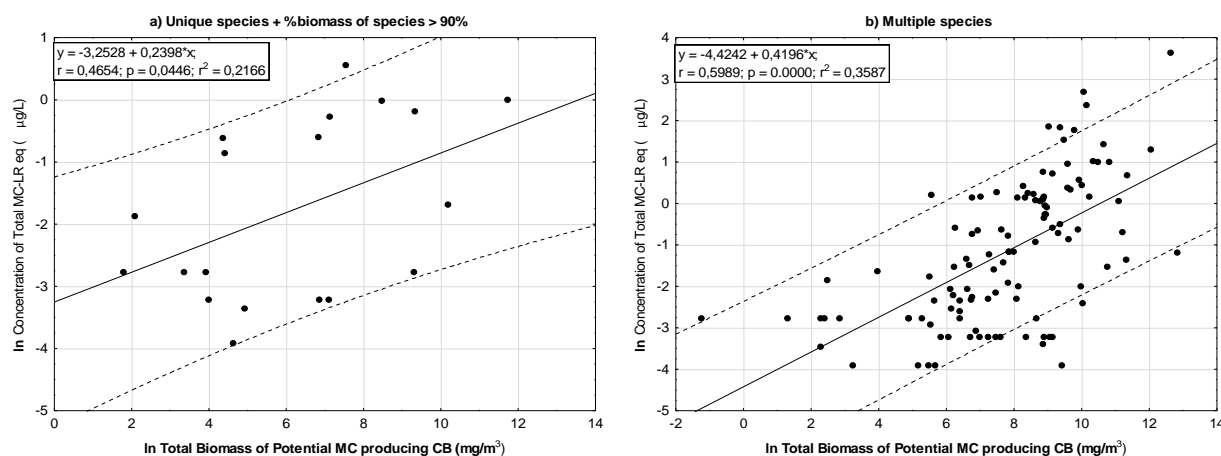 a) Unique species + %biomass of species > 90%
y = -3,2528 + 0,2398*x;
r = 0,4654; p = 0,0446; r² = 0,2166
ln Concentration of Total MC-LR eq ( μg/L)
1
0
-1
-2
-3
-4
-5
0 2 4 6 8 10 12 14
ln Total Biomass of Potential MC producing CB (mg/m³)
b) Multiple species
y = -4,4242 + 0,4196*x;
r = 0,5989; p = 0.0000; r² = 0,3587
ln Concentration of Total MC-LR eq ( μg/L)
4
3
2
1
0
-1
-2
-3
-4
-5
-2 0 2 4 6 8 10 12 14
ln Total Biomass of Potential MC producing CB (mg/m³)